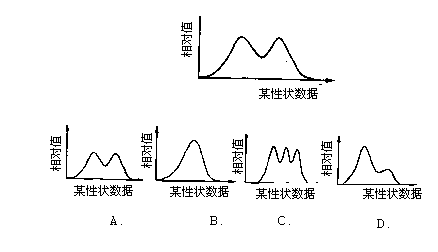 相对值
某性状数据
相对值 相对值 相对值 相对值
某性状数据 某性状数据 某性状数据 某性状数据
A. B. C. D.